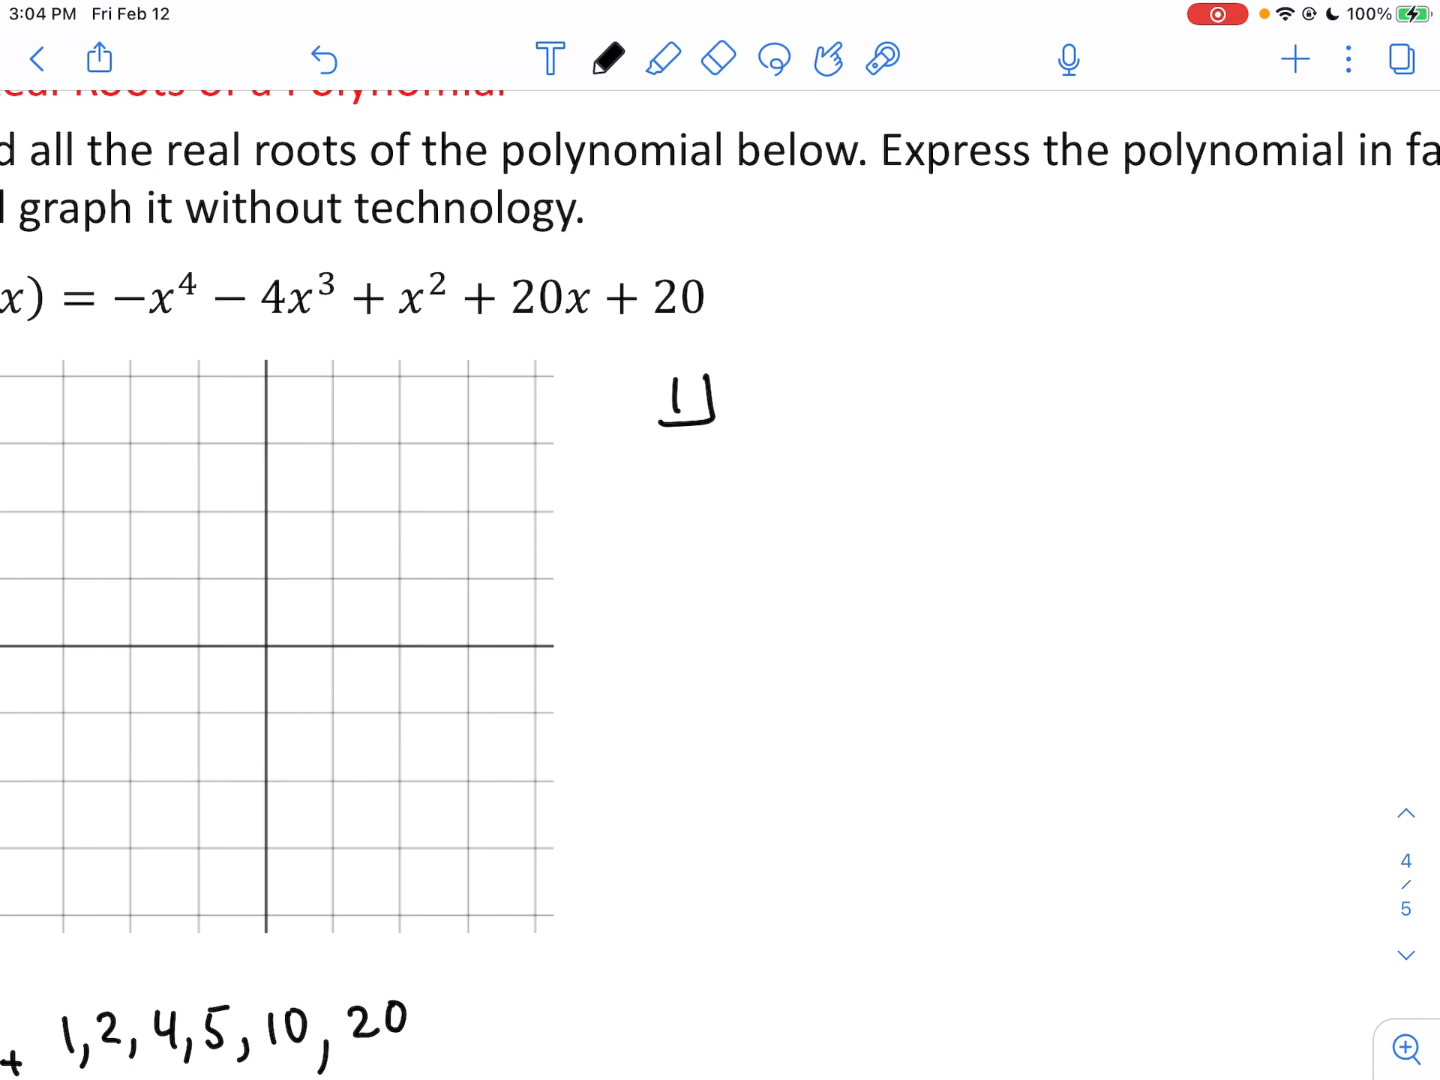 3:04 PM Fri Feb 12 100%
all the real roots of the polynomial below. Express the polynomial in fa
graph it without technology.
x) = −x⁴ − 4x³ + x² + 20x + 20
1
4
/
5
± 1, 2, 4, 5, 10, 20